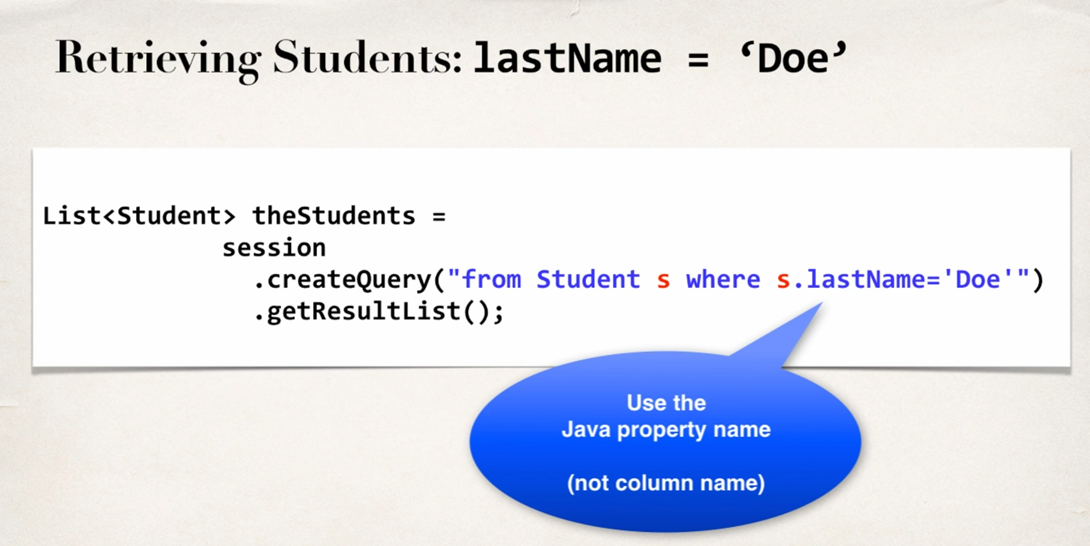 Retrieving Students: lastName = ‘Doe’
List<Student> theStudents =
session
.createQuery("from Student s where s.lastName='Doe'")
.getResultList();
Use the
Java property name
(not column name)